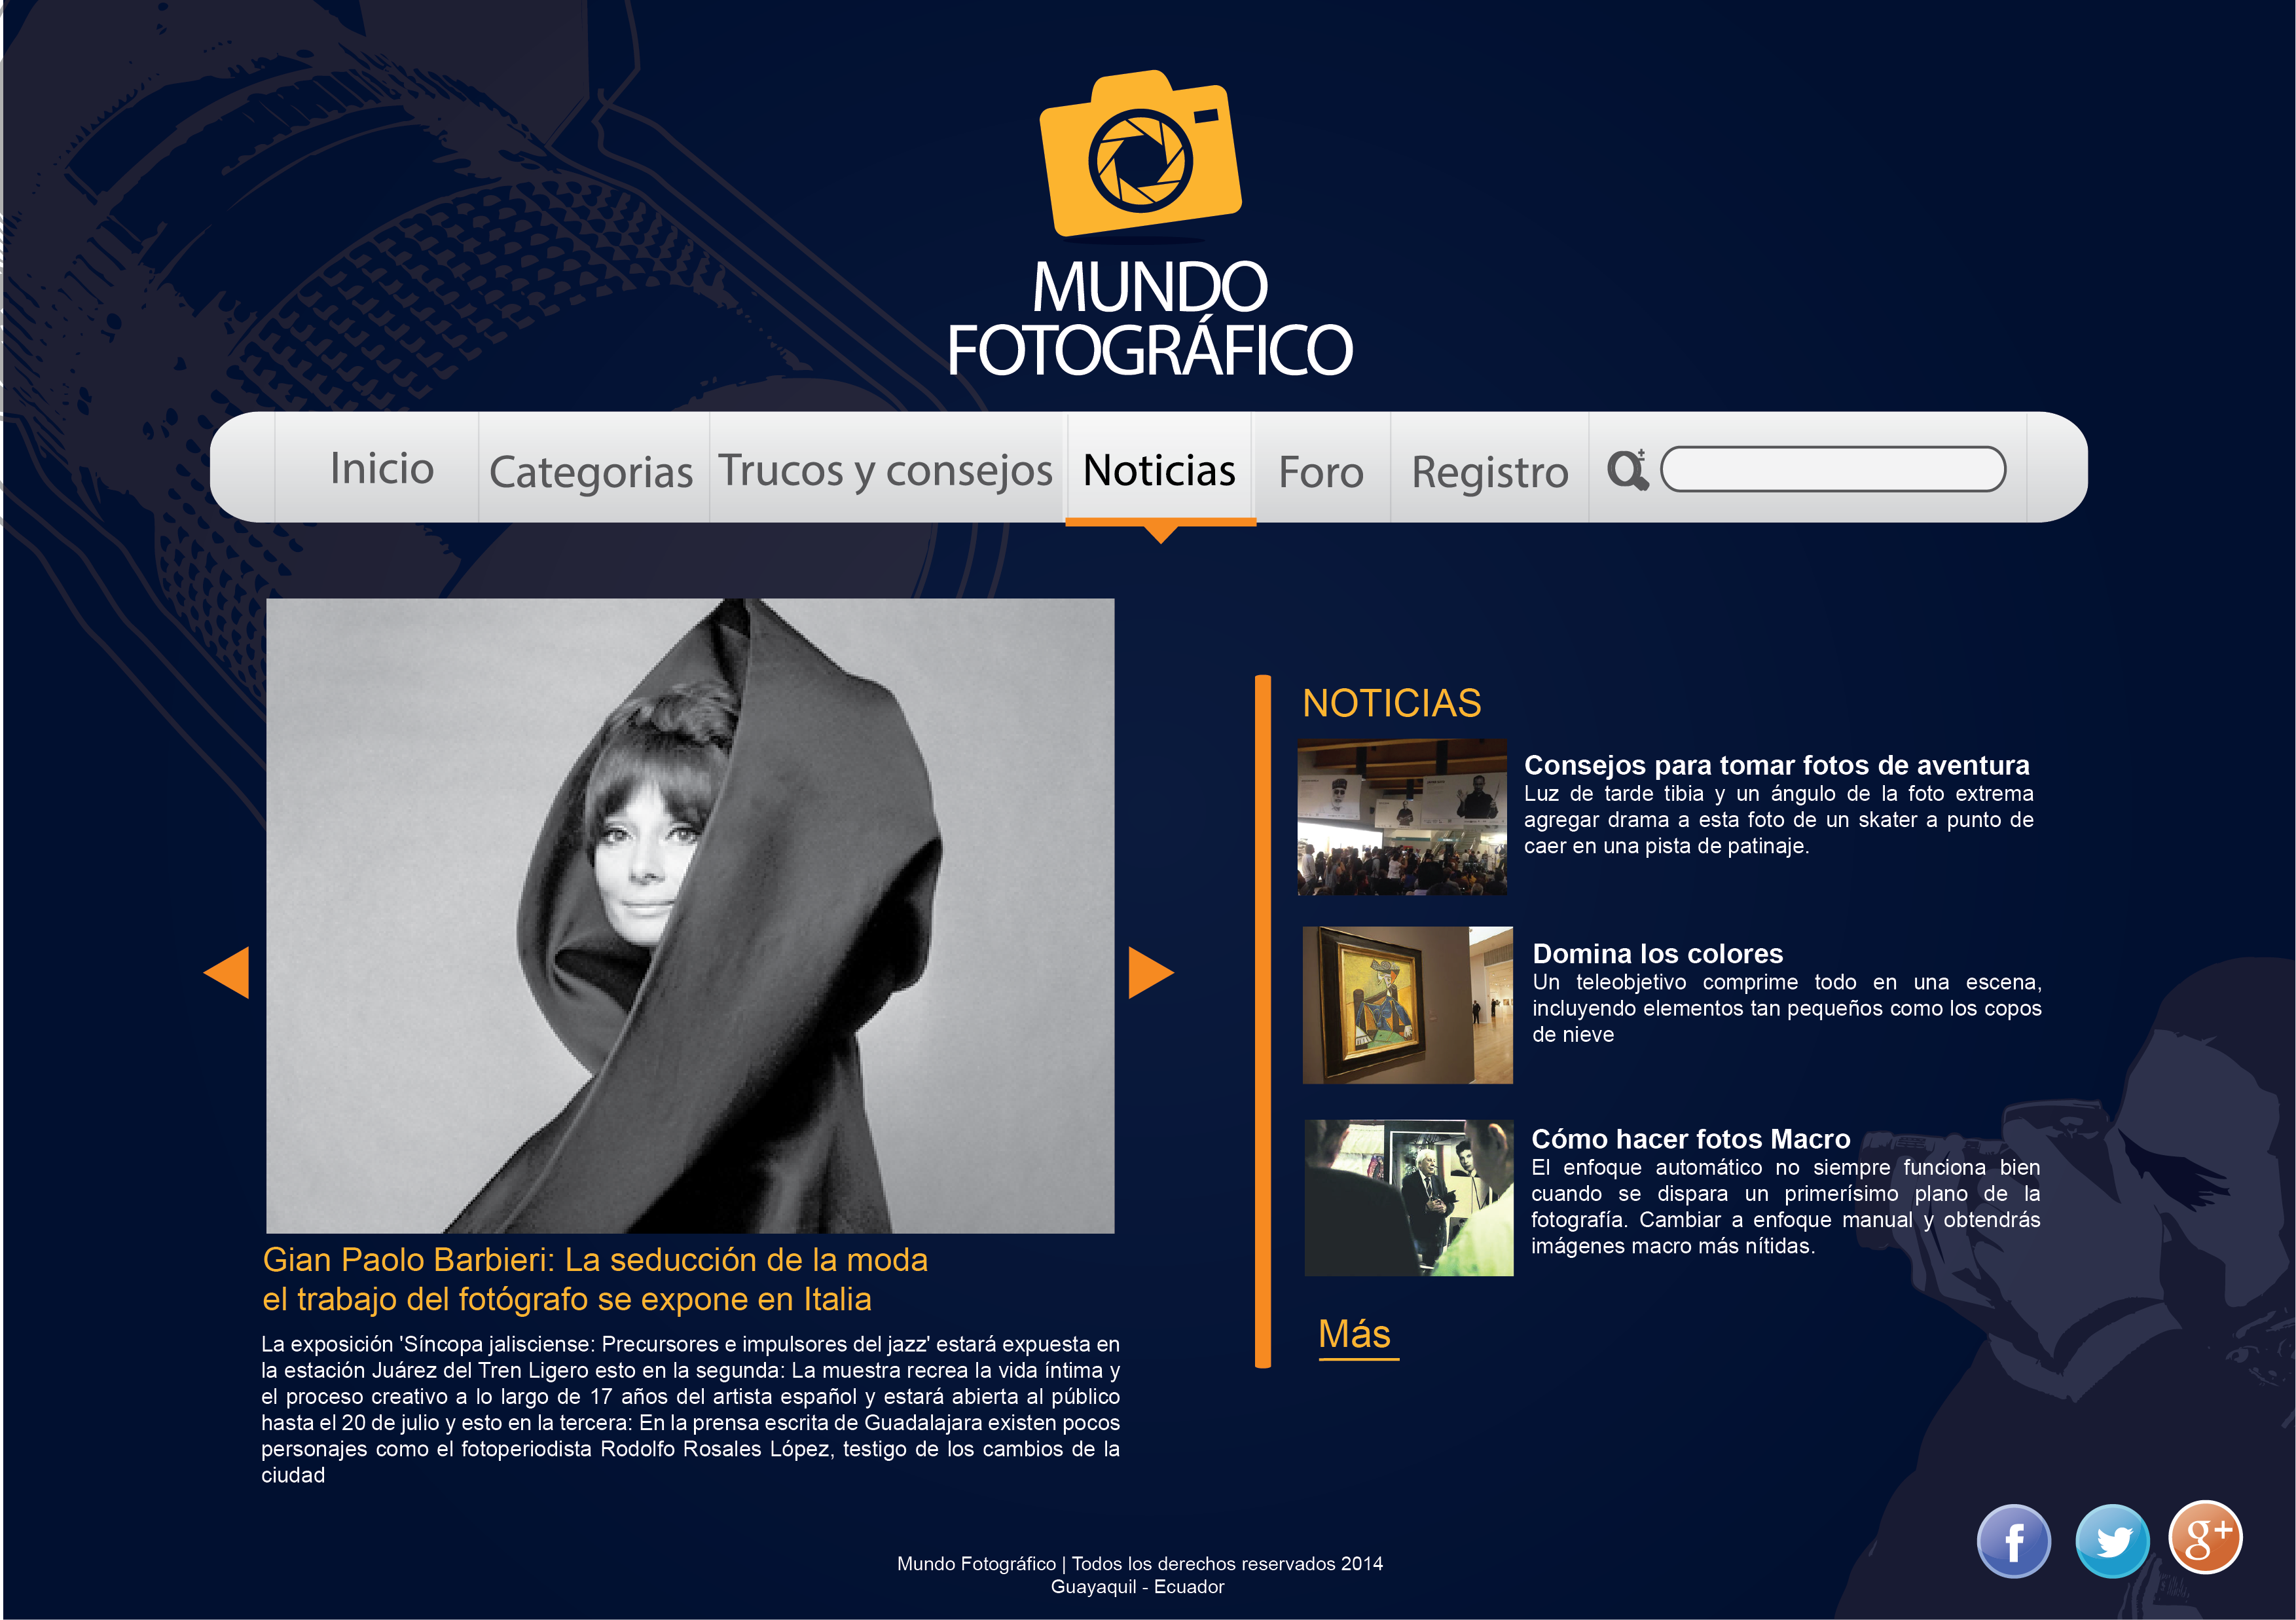 MUNDO
FOTOGRÁFICO
Inicio
Categorias
Trucos y consejos
Noticias
Foro
Registro
Gian Paolo Barbieri: La seducción de la moda
el trabajo del fotógrafo se expone en Italia
La exposición 'Síncopa jalisciense: Precursores e impulsores del jazz' estará expuesta en
la estación Juárez del Tren Ligero esto en la segunda: La muestra recrea la vida íntima y
el proceso creativo a lo largo de 17 años del artista español y estará abierta al público
hasta el 20 de julio y esto en la tercera: En la prensa escrita de Guadalajara existen pocos
personajes como el fotoperiodista Rodolfo Rosales López, testigo de los cambios de la
ciudad
NOTICIAS
Consejos para tomar fotos de aventura
Luz de tarde tibia y un ángulo de la foto extrema
agregar drama a esta foto de un skater a punto de
caer en una pista de patinaje.
Domina los colores
Un teleobjetivo comprime todo en una escena,
incluyendo elementos tan pequeños como los copos
de nieve
Cómo hacer fotos Macro
El enfoque automático no siempre funciona bien
cuando se dispara un primerísimo plano de la
fotografía. Cambiar a enfoque manual y obtendrás
imágenes macro más nítidas.
Más
f
g+
Mundo Fotográfico | Todos los derechos reservados 2014
Guayaquil - Ecuador